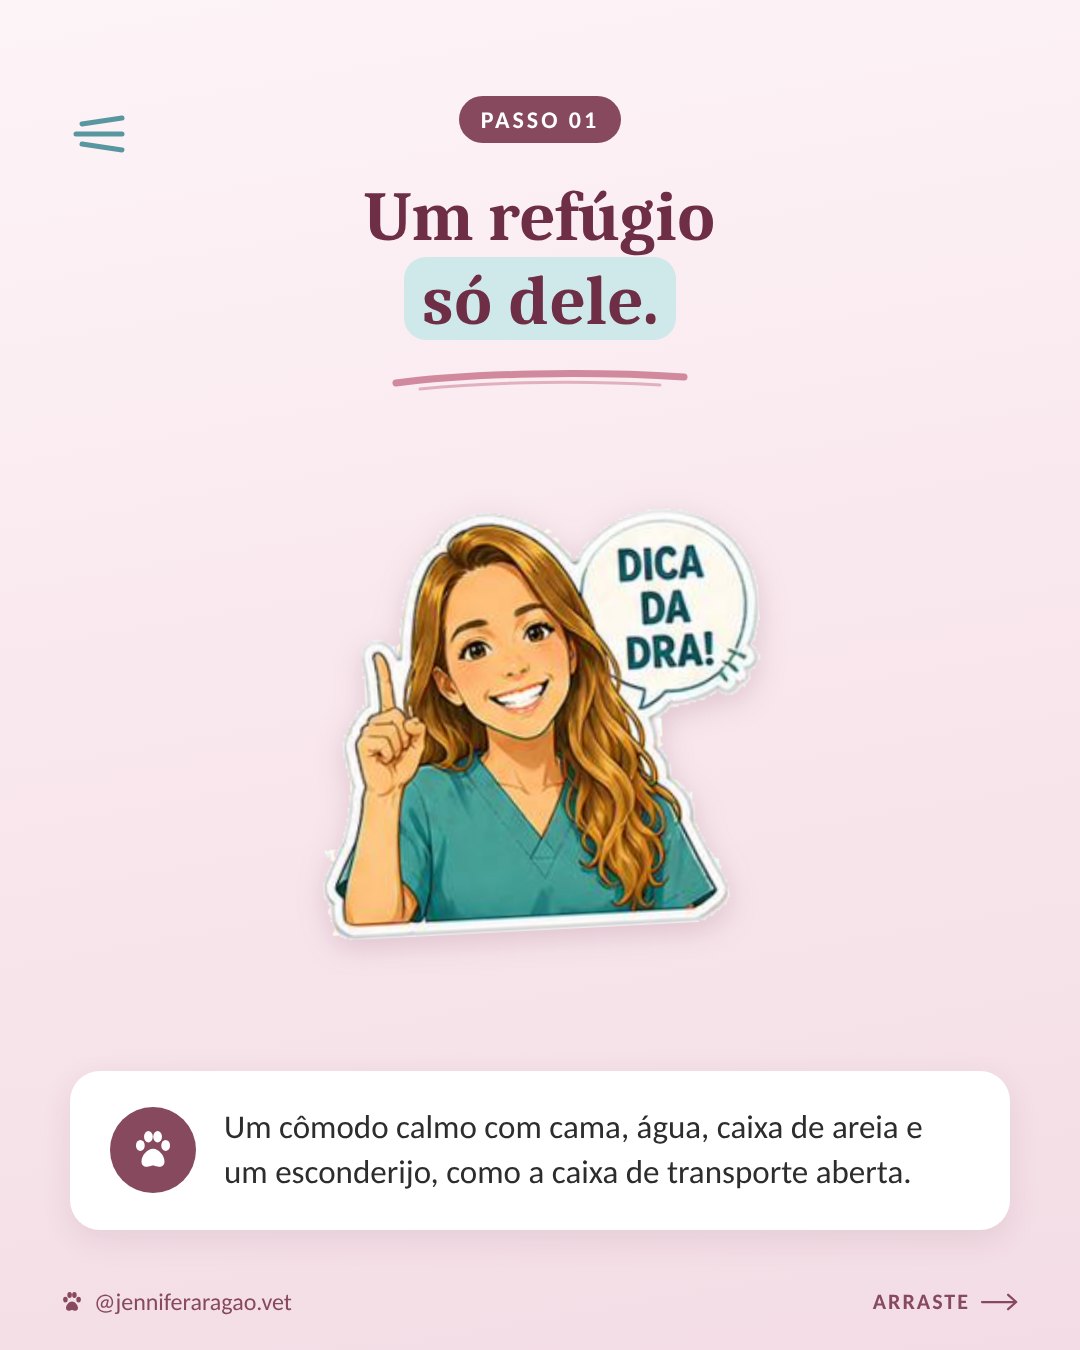 PASSO 01
Um refúgio
só dele.
DICA
DA
DRA!
Um cômodo calmo com cama, água, caixa de areia e
um esconderijo, como a caixa de transporte aberta.
@jenniferaragao.vet
ARRASTE